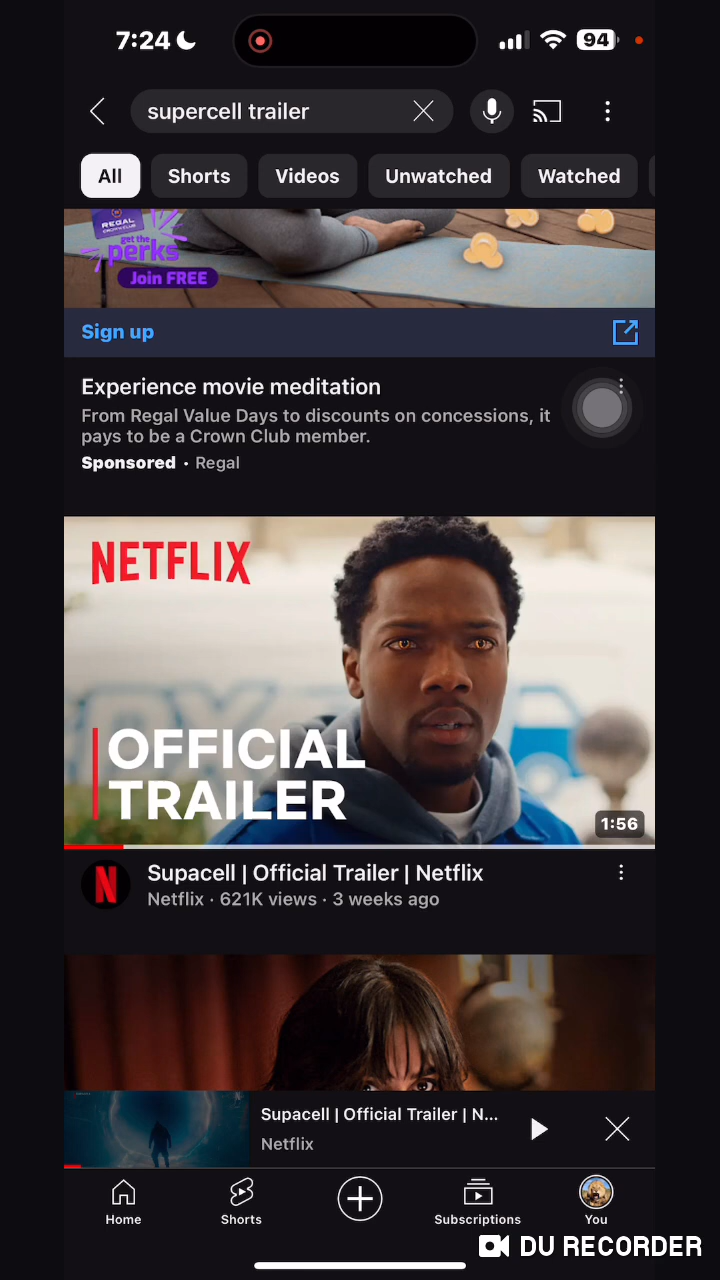 7:24
94
supercell trailer
All
Shorts
Videos
Unwatched
Watched
REGAL
CROWN CLUB
get the
perks
Join FREE
Sign up
Experience movie meditation
From Regal Value Days to discounts on concessions, it
pays to be a Crown Club member.
Sponsored • Regal
NETFLIX
OFFICIAL
TRAILER
1:56
N
Supacell | Official Trailer | Netflix
Netflix · 621K views · 3 weeks ago
Supacell | Official Trailer | N...
Netflix
Home
Shorts
Subscriptions
You
DU RECORDER